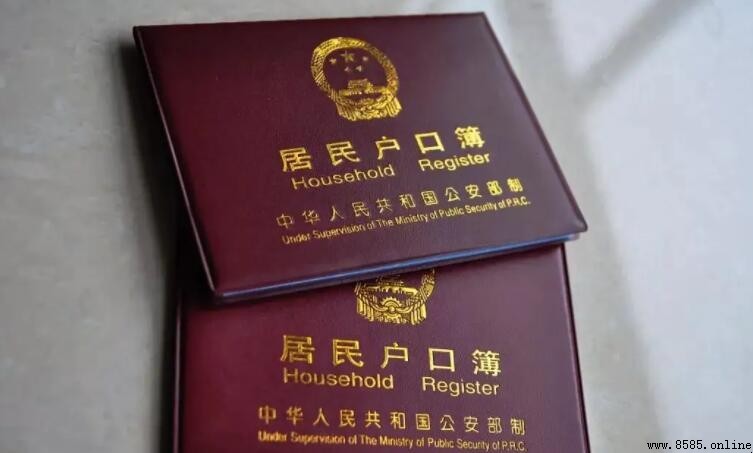 居民户口簿
Household Register
中华人民共和国公安部制
Under Supervision of The Ministry of Public Security of P.R.C.
居民户口簿
Household Register
中华人民共和国公安部制
Under Supervision of The Ministry of Public Security of P.R.C.
www.8585.online